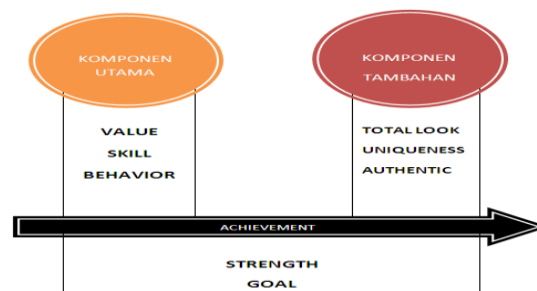 KOMPONEN
UTAMA
KOMPONEN
TAMBAHAN
VALUE
SKILL
BEHAVIOR
TOTAL LOOK
UNIQUENESS
AUTHENTIC
ACHIEVEMENT
STRENGTH
GOAL